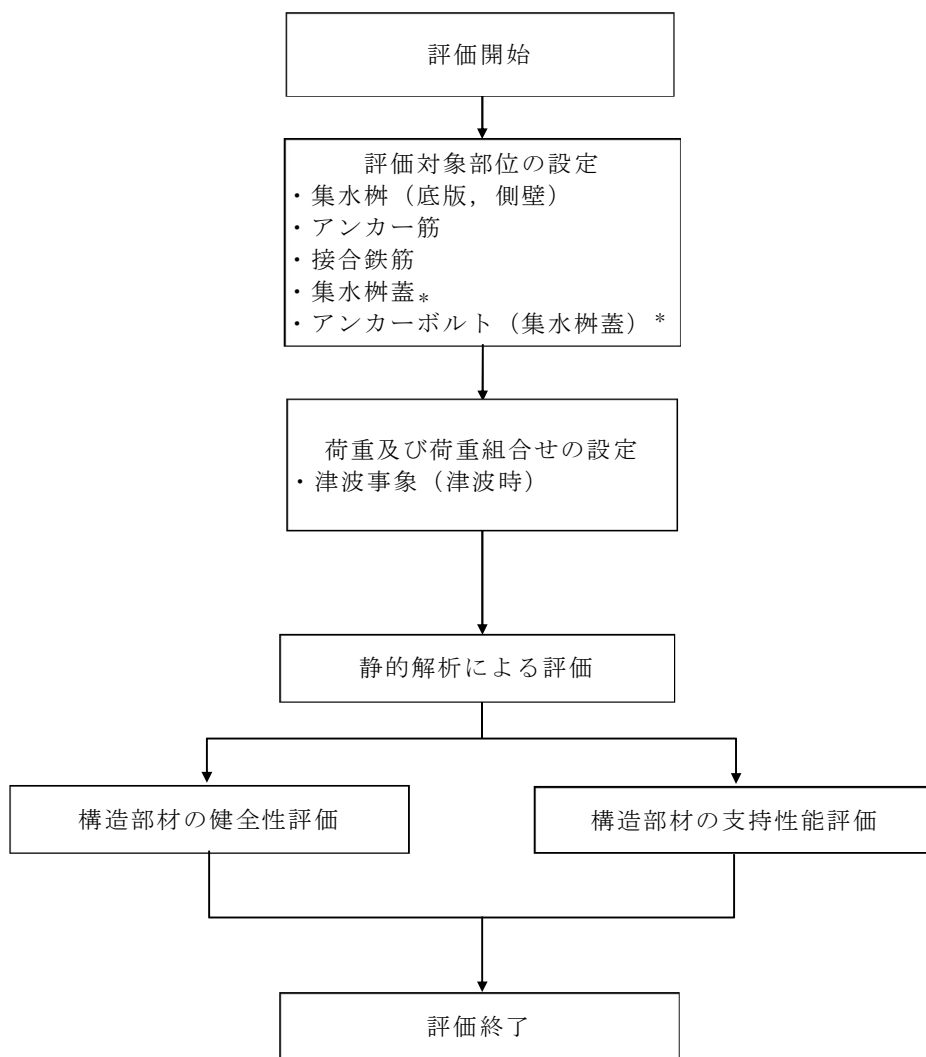 評価開始
評価対象部位の設定
・集水桝（底版，側壁）
・アンカー筋
・接合鉄筋
・集水桝蓋*
・アンカーボルト（集水桝蓋）*
荷重及び荷重組合せの設定
・津波事象（津波時）
静的解析による評価
構造部材の健全性評価
構造部材の支持性能評価
評価終了